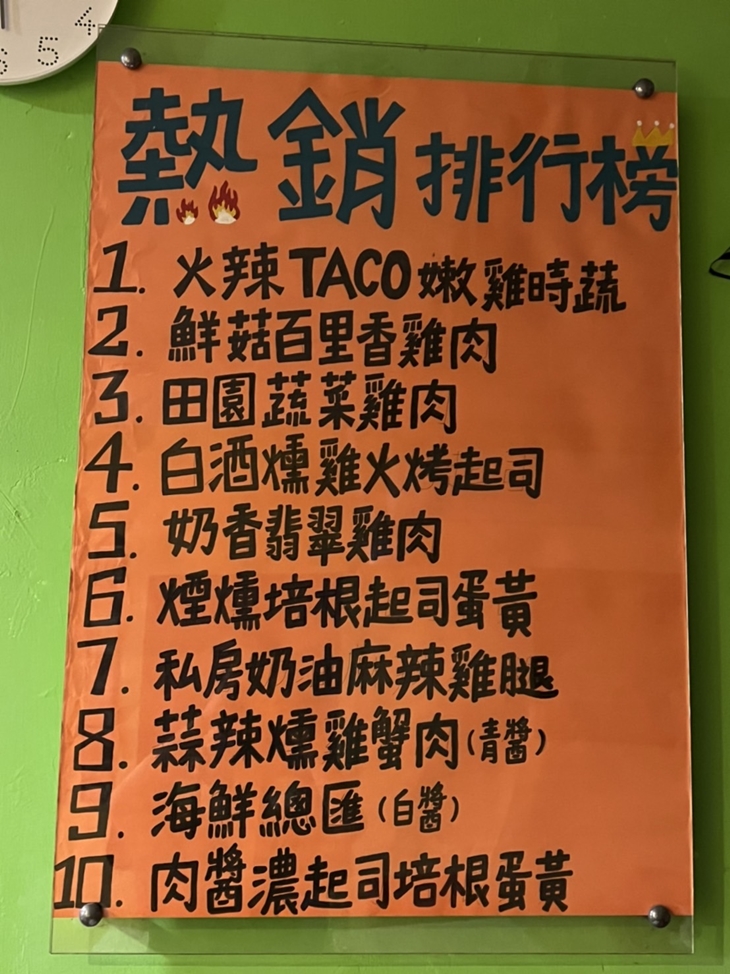 熱銷排行榜
1. 火辣TACO嫩雞時蔬
2. 鮮菇百里香雞肉
3. 田園蔬菜雞肉
4. 白酒燻雞火烤起司
5. 奶香翡翠雞肉
6. 煙燻培根起司蛋黃
7. 私房奶油麻辣雞腿
8. 蒜辣燻雞蟹肉(青醬)
9. 海鮮總匯(白醬)
10. 肉醬濃起司培根蛋黃
4
5